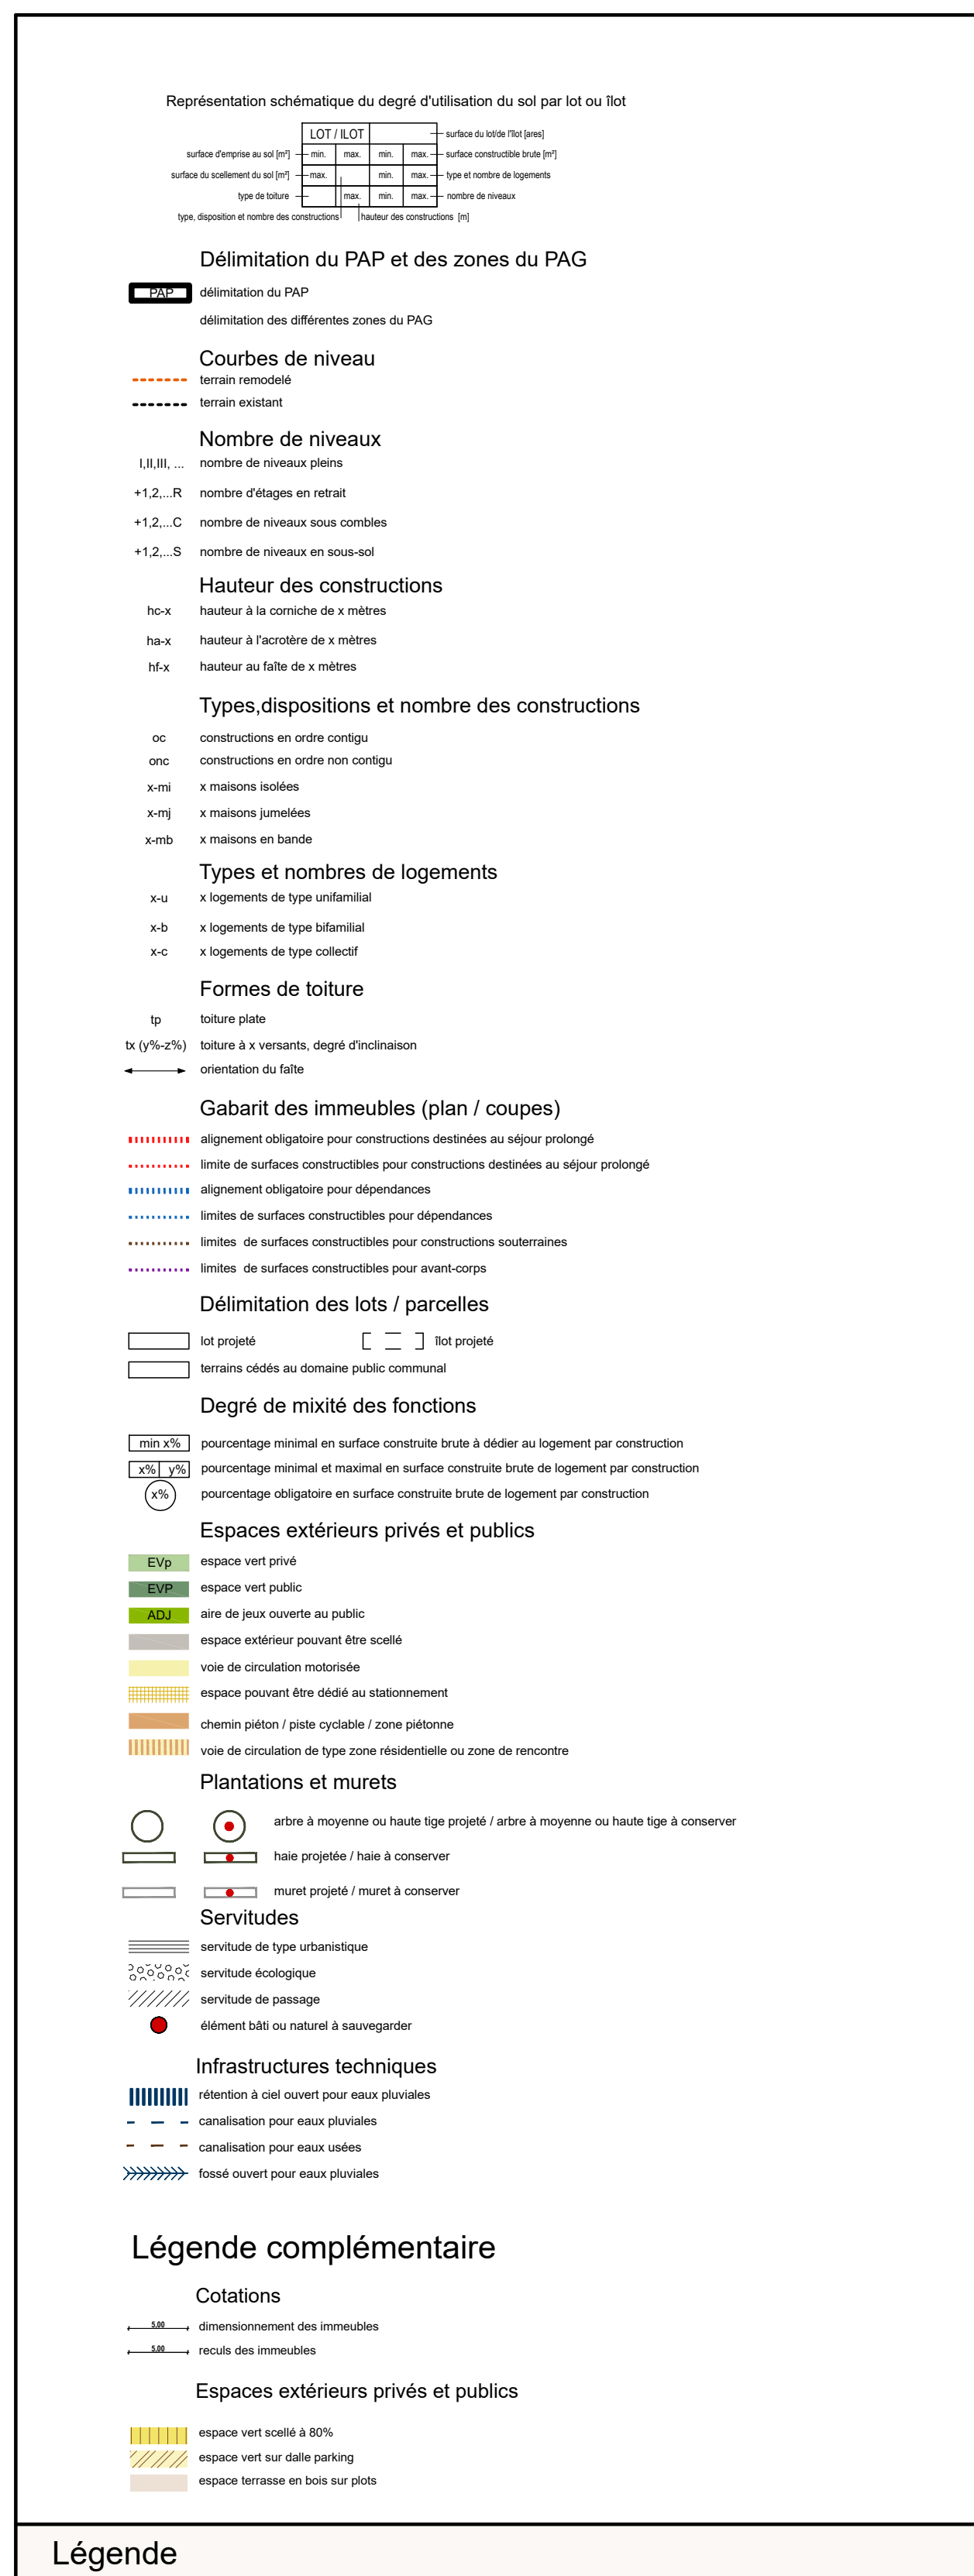 Représentation schématique du degré d'utilisation du sol par lot ou îlot
LOT / ILOT surface du lot/de l'îlot [ares]
surface d'emprise au sol [m²] min. max. min. max. surface constructible brute [m²]
surface du scellement du sol [m²] max. min. max. type et nombre de logements
type de toiture max. min. max. nombre de niveaux
type, disposition et nombre des constructions hauteur des constructions [m]
Délimitation du PAP et des zones du PAG
PAP délimitation du PAP
délimitation des différentes zones du PAG
Courbes de niveau
terrain remodelé
terrain existant
Nombre de niveaux
I,II,III, ... nombre de niveaux pleins
+1,2,...R nombre d'étages en retrait
+1,2,...C nombre de niveaux sous combles
+1,2,...S nombre de niveaux en sous-sol
Hauteur des constructions
hc-x hauteur à la corniche de x mètres
ha-x hauteur à l'acrotère de x mètres
hf-x hauteur au faîte de x mètres
Types,dispositions et nombre des constructions
oc constructions en ordre contigu
onc constructions en ordre non contigu
x-mi x maisons isolées
x-mj x maisons jumelées
x-mb x maisons en bande
Types et nombres de logements
x-u x logements de type unifamilial
x-b x logements de type bifamilial
x-c x logements de type collectif
Formes de toiture
tp toiture plate
tx (y%-z%) toiture à x versants, degré d'inclinaison
orientation du faîte
Gabarit des immeubles (plan / coupes)
alignement obligatoire pour constructions destinées au séjour prolongé
limite de surfaces constructibles pour constructions destinées au séjour prolongé
alignement obligatoire pour dépendances
limites de surfaces constructibles pour dépendances
limites de surfaces constructibles pour constructions souterraines
limites de surfaces constructibles pour avant-corps
Délimitation des lots / parcelles
lot projeté îlot projeté
terrains cédés au domaine public communal
Degré de mixité des fonctions
min x% pourcentage minimal en surface construite brute à dédier au logement par construction
x% y% pourcentage minimal et maximal en surface construite brute de logement par construction
x% pourcentage obligatoire en surface construite brute de logement par construction
Espaces extérieurs privés et publics
EVp espace vert privé
EVP espace vert public
ADJ aire de jeux ouverte au public
espace extérieur pouvant être scellé
voie de circulation motorisée
espace pouvant être dédié au stationnement
chemin piéton / piste cyclable / zone piétonne
voie de circulation de type zone résidentielle ou zone de rencontre
Plantations et murets
arbre à moyenne ou haute tige projeté / arbre à moyenne ou haute tige à conserver
haie projetée / haie à conserver
muret projeté / muret à conserver
Servitudes
servitude de type urbanistique
servitude écologique
servitude de passage
élément bâti ou naturel à sauvegarder
Infrastructures techniques
rétention à ciel ouvert pour eaux pluviales
canalisation pour eaux pluviales
canalisation pour eaux usées
fossé ouvert pour eaux pluviales
Légende complémentaire
Cotations
5.00 dimensionnement des immeubles
5.00 reculs des immeubles
Espaces extérieurs privés et publics
espace vert scellé à 80%
espace vert sur dalle parking
espace terrasse en bois sur plots
Légende